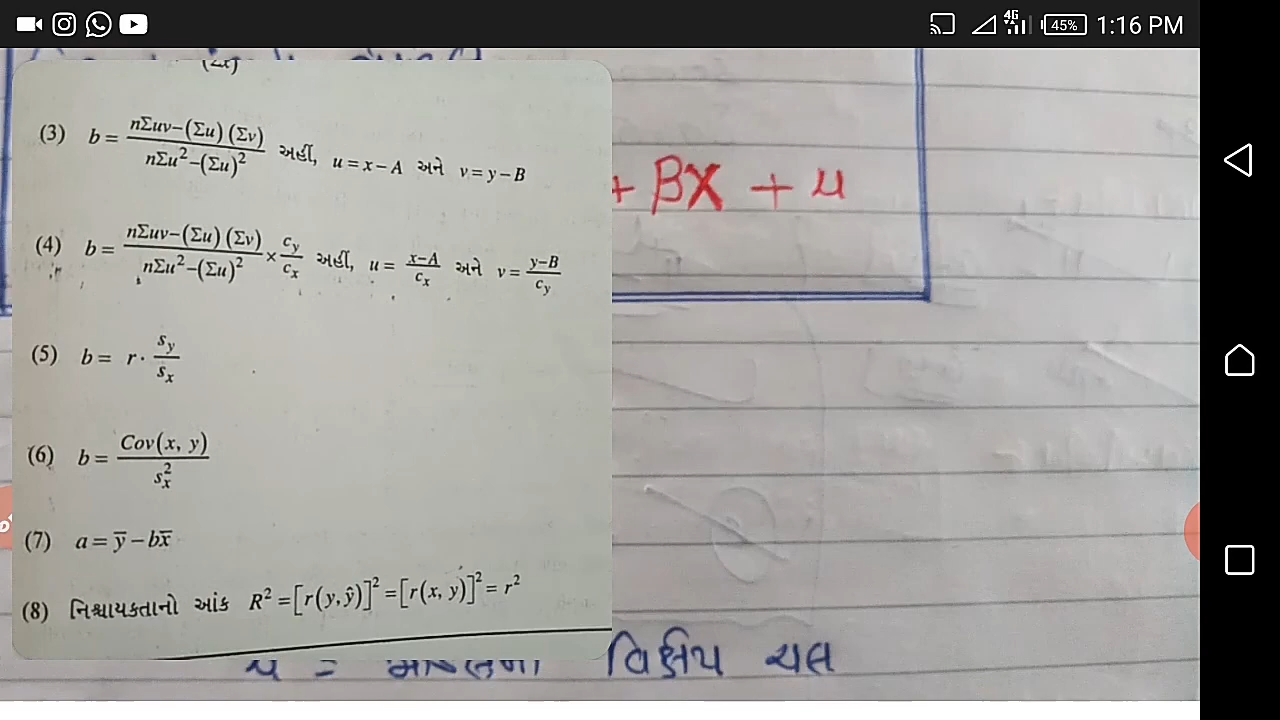 45% 1:16 PM
(3) b = nΣuv−(Σu)(Σv) / nΣu²−(Σu)² અહીં, u = x − A અને v = y − B
+ βX + u
(4) b = nΣuv−(Σu)(Σv) / nΣu²−(Σu)² × c_y / c_x અહીં, u = x−A / c_x અને v = y−B / c_y
(5) b = r · s_y / s_x
(6) b = Cov(x, y) / s_x²
(7) a = ȳ − bx̄
(8) નિશ્ચાયકતાનો આંક R² = [r(y, ŷ)]² = [r(x, y)]² = r²
વિક્ષેપ ચલ